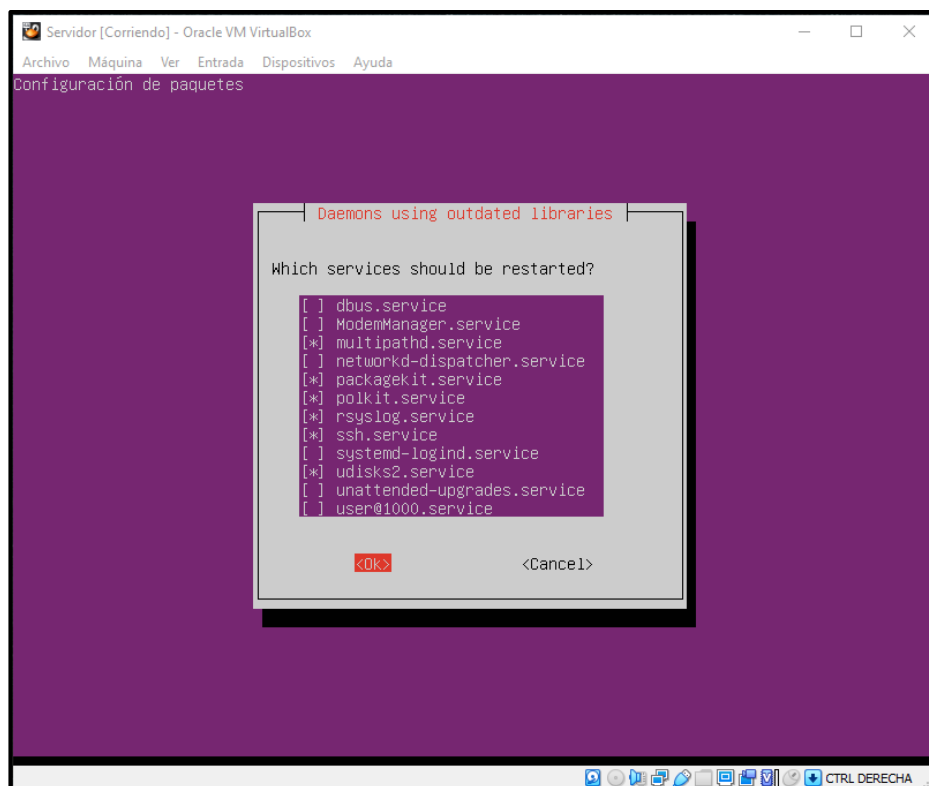 Servidor [Corriendo] - Oracle VM VirtualBox
Archivo Máquina Ver Entrada Dispositivos Ayuda
Configuración de paquetes
Daemons using outdated libraries
Which services should be restarted?
[ ] dbus.service
[ ] ModemManager.service
[*] multipathd.service
[ ] networkd-dispatcher.service
[*] packagekit.service
[*] polkit.service
[*] rsyslog.service
[*] ssh.service
[ ] systemd-logind.service
[*] udisks2.service
[ ] unattended-upgrades.service
[ ] user@1000.service
<Ok> <Cancel>
CTRL DERECHA